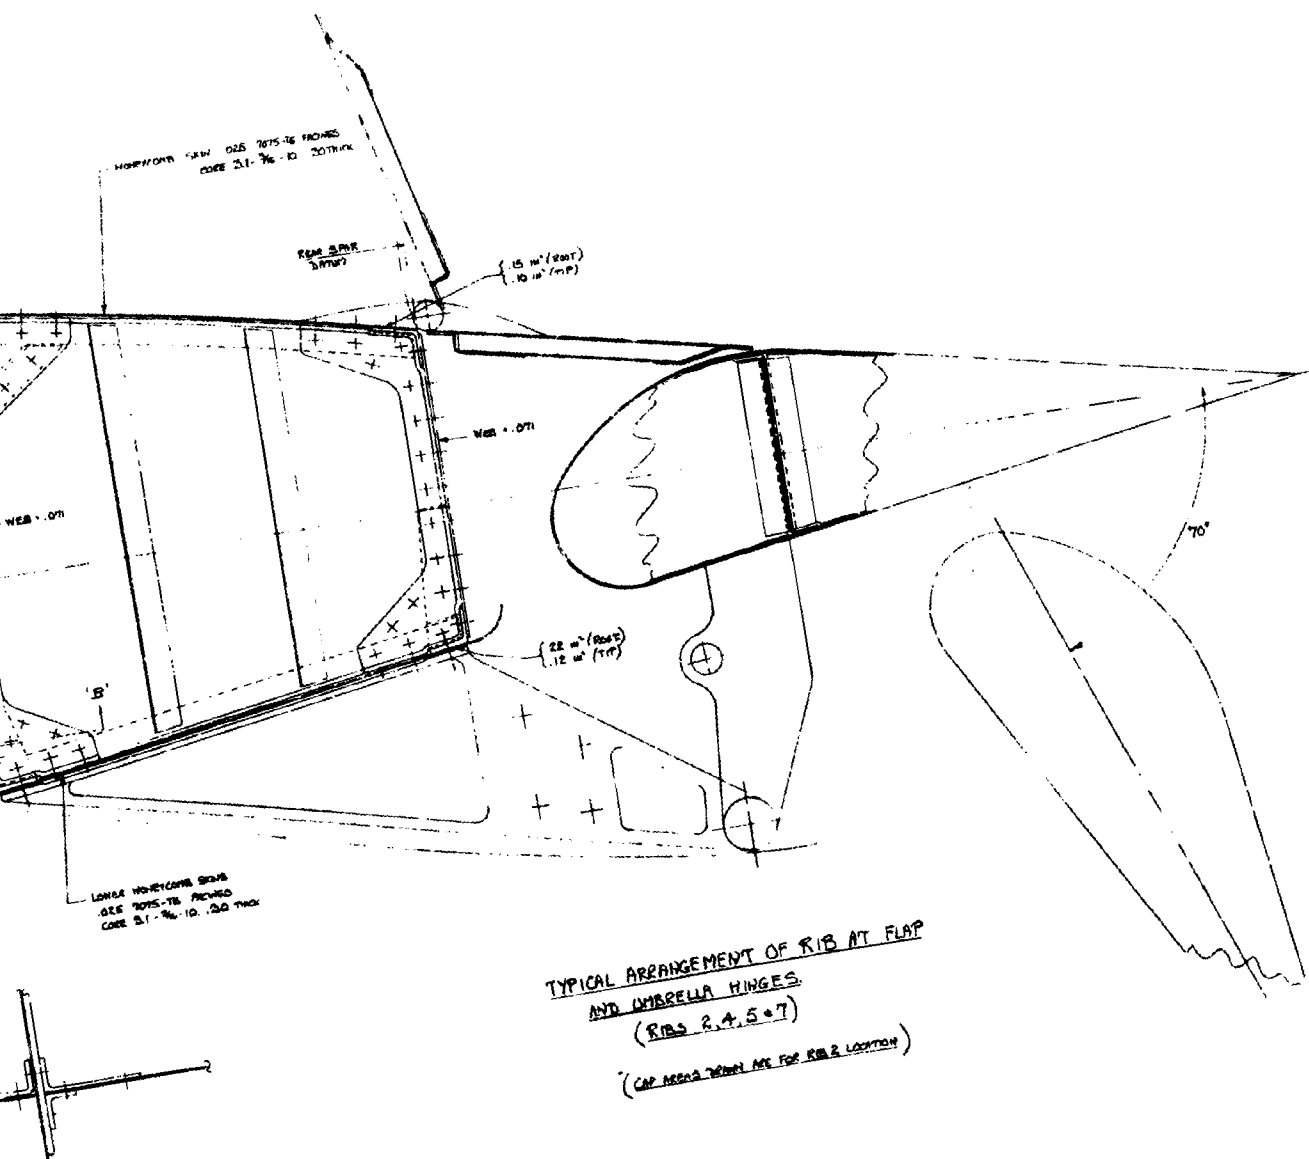 HONEYCOMB SKIN .025 7075-T6 FACINGS
CORE 3.1-3/16-10 .30 THICK
REAR SPAR
DATUM
.15 IN² (ROOT)
.10 IN² (TIP)
WEB = .071
WEB = .071
70°
.22 IN² (ROOT)
.12 IN² (TIP)
'B'
LOWER HONEYCOMB SKINS
.025 7075-T6 FACINGS
CORE 3.1-3/16-10 .30 THICK
TYPICAL ARRANGEMENT OF RIB AT FLAP
AND UMBRELLA HINGES.
(RIBS 2, 4, 5 & 7)
(CAP AREAS DRAWN ARE FOR RIB 2 LOCATION)